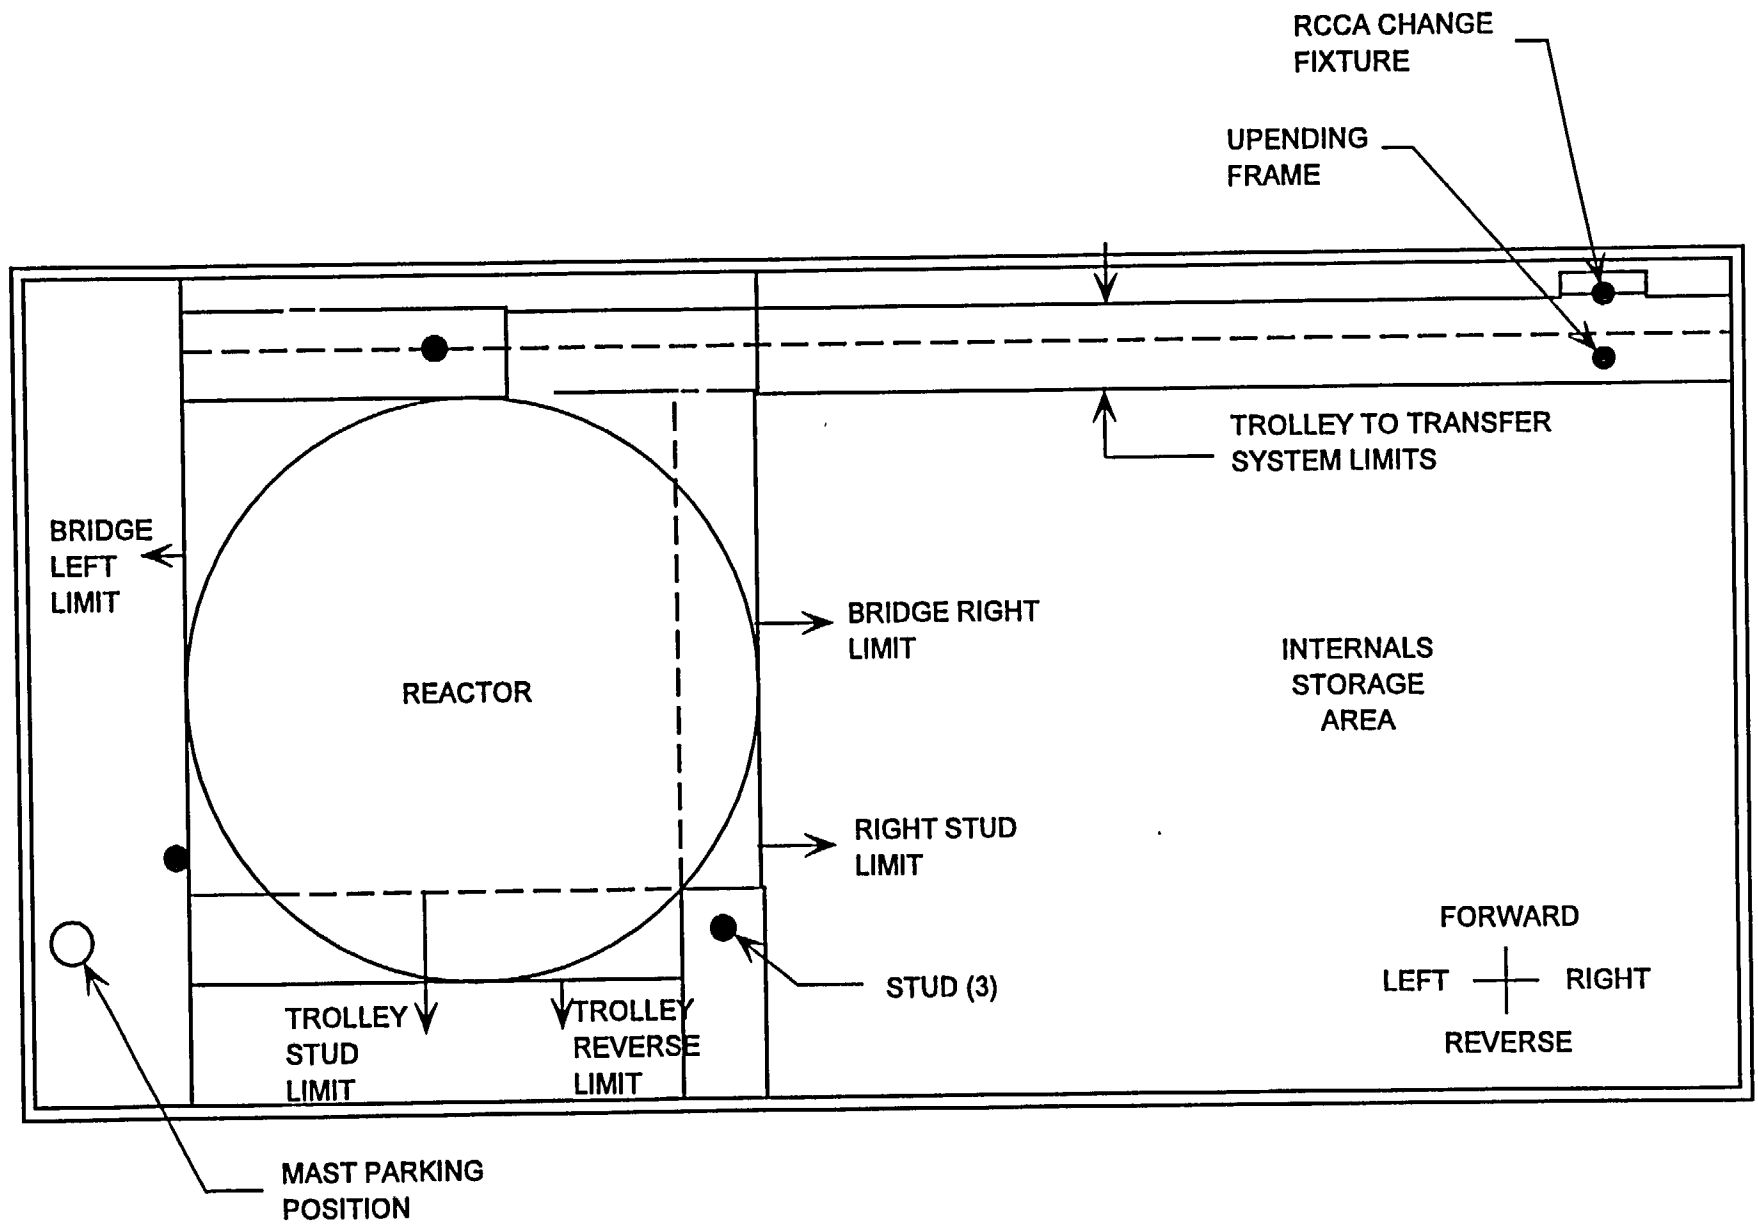 RCCA CHANGE
FIXTURE
UPENDING
FRAME
TROLLEY TO TRANSFER
SYSTEM LIMITS
BRIDGE
LEFT
LIMIT
BRIDGE RIGHT
LIMIT
REACTOR
INTERNALS
STORAGE
AREA
RIGHT STUD
LIMIT
FORWARD
LEFT
RIGHT
REVERSE
STUD (3)
TROLLEY
STUD
LIMIT
TROLLEY
REVERSE
LIMIT
MAST PARKING
POSITION